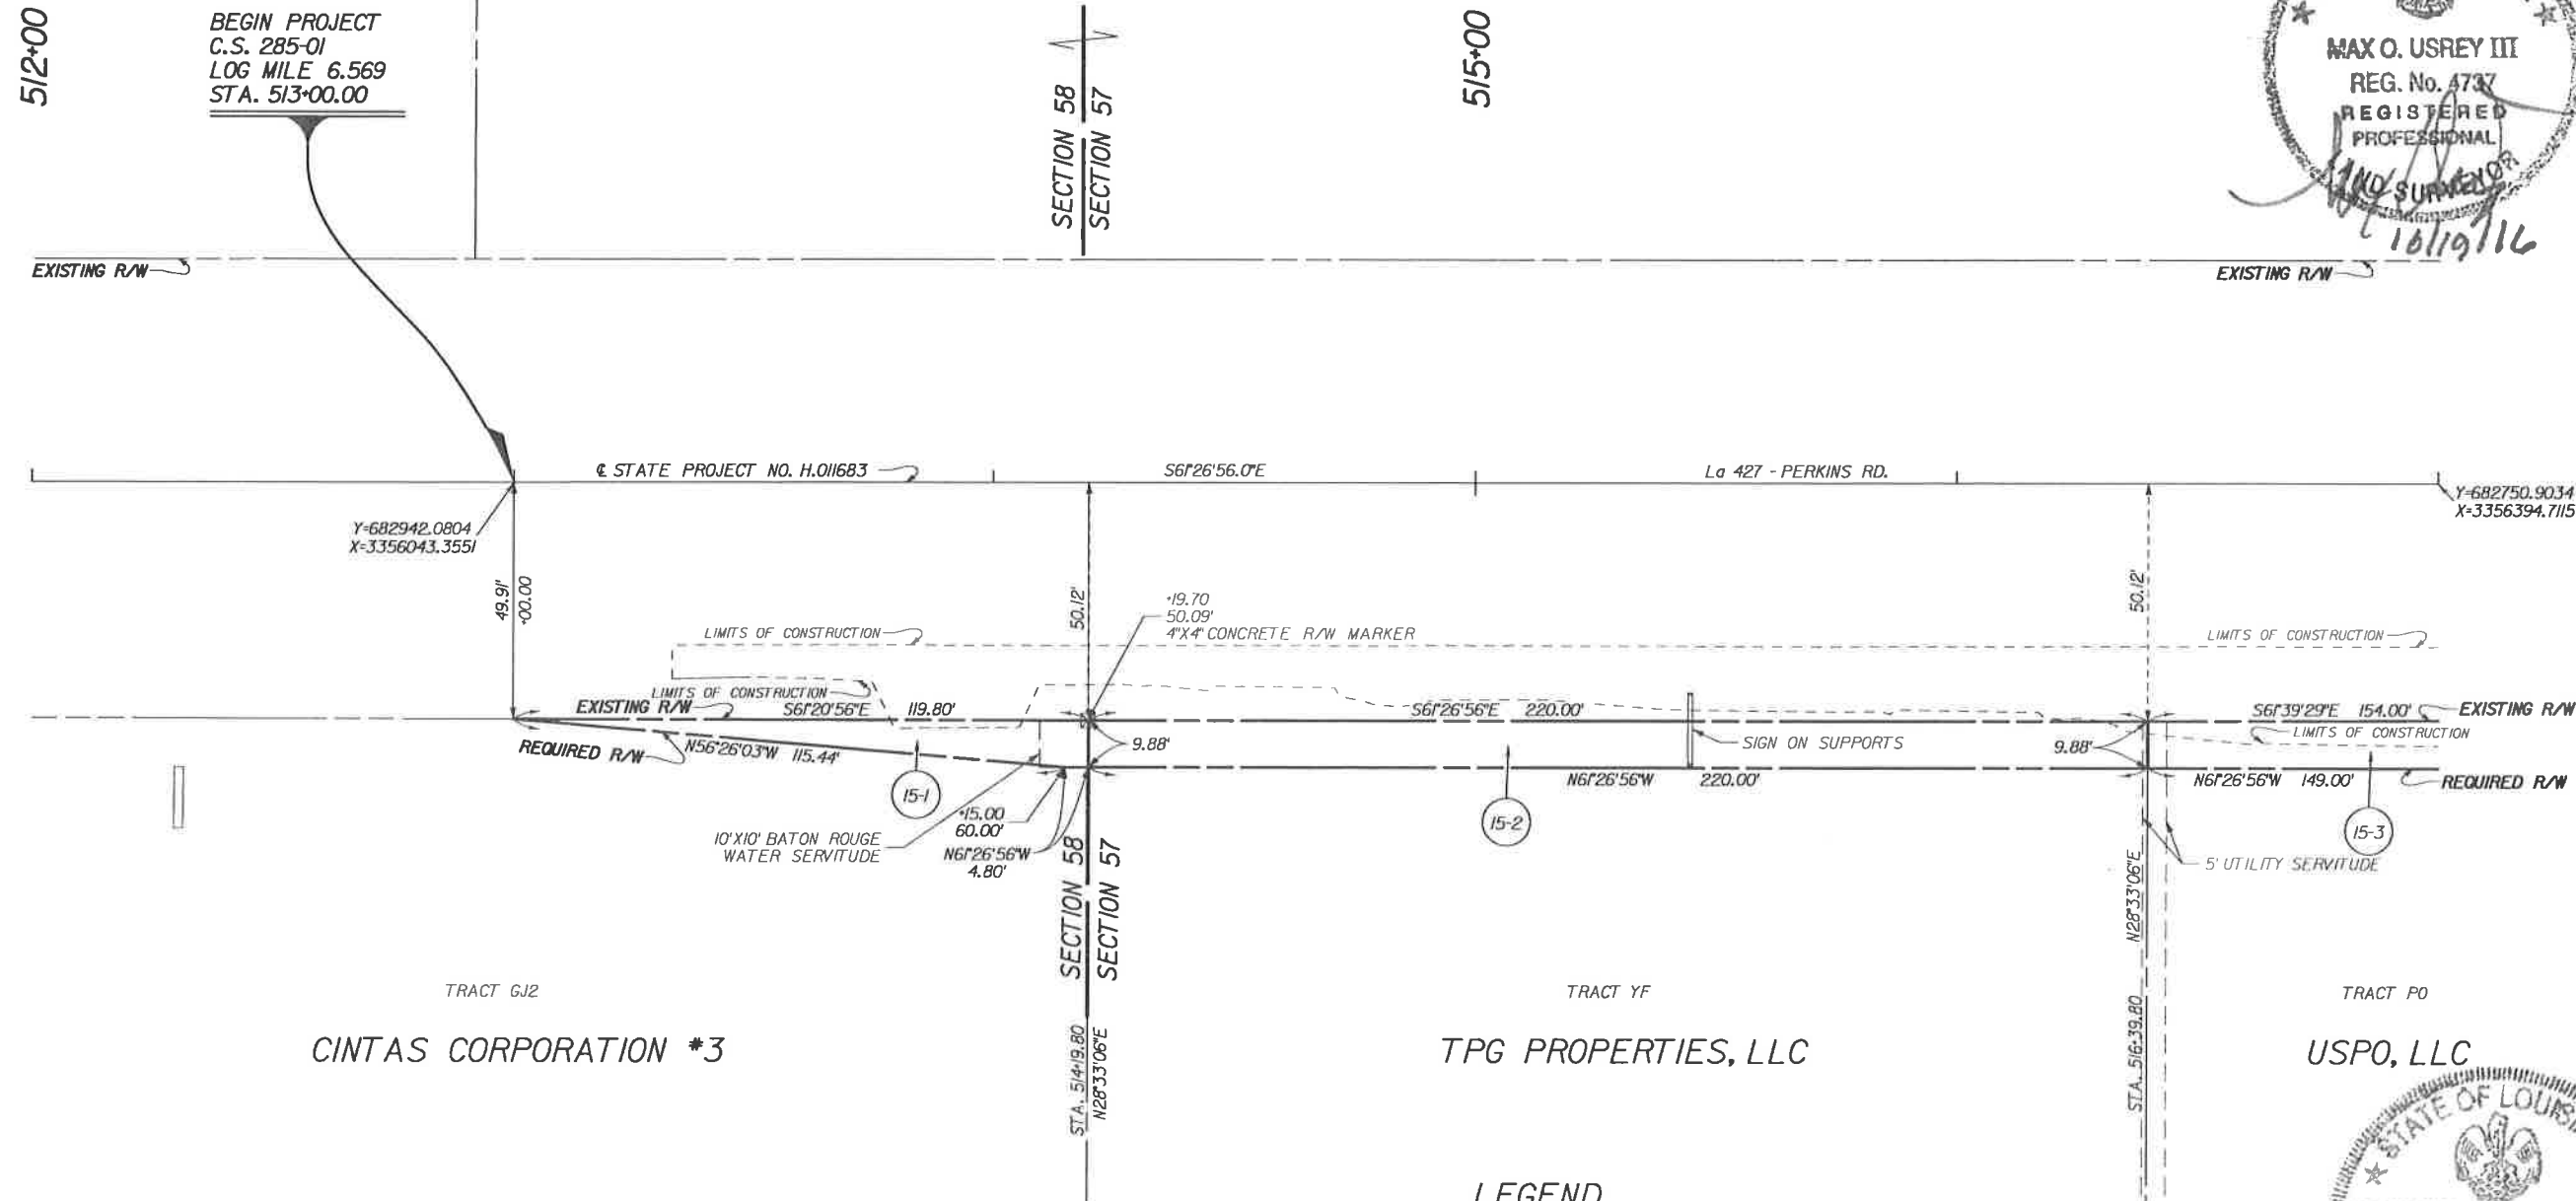 512+00
BEGIN PROJECT
C.S. 285-01
LOG MILE 6.569
STA. 513+00.00
SECTION 58
SECTION 57
515+00
MAX O. USREY III
REG. No. 4737
REGISTERED
PROFESSIONAL
LAND SURVEYOR
10/19/16
EXISTING R/W
EXISTING R/W
℄ STATE PROJECT NO. H.011683
S61°26'56.0"E
La 427 - PERKINS RD.
Y=682942.0804
X=3356043.3551
Y=682750.9034
X=3356394.7115
49.91'
+00.00
50.12'
+19.70
50.09'
4"X4" CONCRETE R/W MARKER
50.12'
LIMITS OF CONSTRUCTION
LIMITS OF CONSTRUCTION
LIMITS OF CONSTRUCTION
EXISTING R/W
S61°20'56"E 119.80'
S61°26'56"E 220.00'
S61°39'29"E 154.00'
EXISTING R/W
LIMITS OF CONSTRUCTION
REQUIRED R/W
N56°26'03"W 115.44'
9.88'
SIGN ON SUPPORTS
9.88'
N61°26'56"W 220.00'
N61°26'56"W 149.00'
REQUIRED R/W
15-1
15-2
15-3
+15.00
60.00'
N61°26'56"W
4.80'
10'X10' BATON ROUGE
WATER SERVITUDE
5' UTILITY SERVITUDE
SECTION 58
SECTION 57
N28°33'06"E
STA. 516+39.80
STA. 514+19.80
N28°33'06"E
TRACT GJ2
CINTAS CORPORATION #3
TRACT YF
TPG PROPERTIES, LLC
TRACT PO
USPO, LLC
STATE OF LOUIS
LEGEND